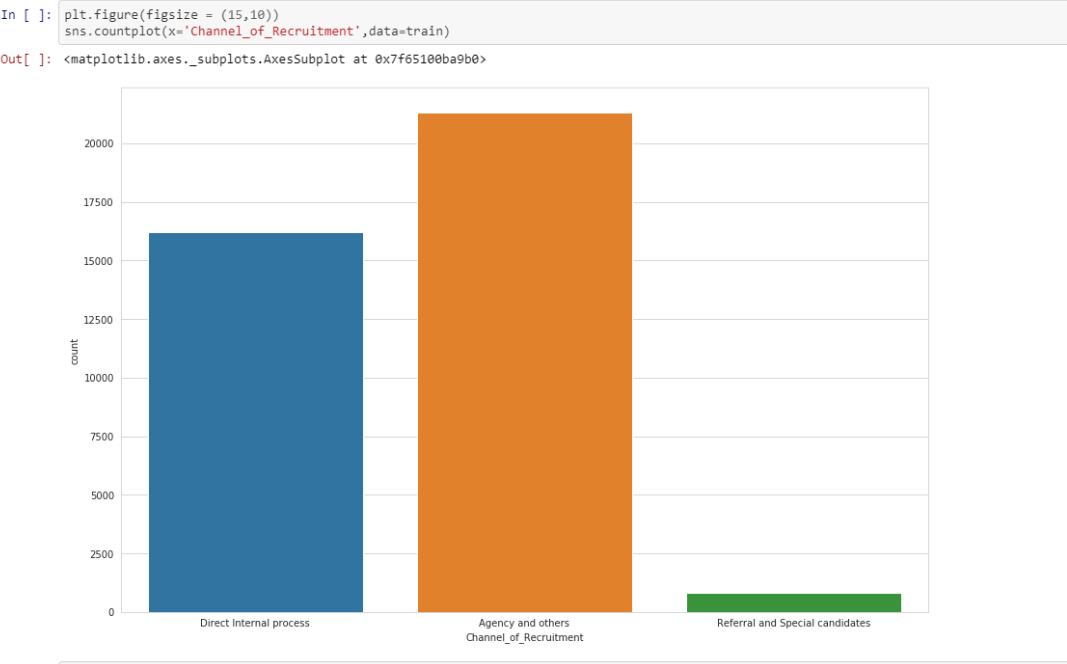 In [ ]: plt.figure(figsize = (15,10))
sns.countplot(x='Channel_of_Recruitment',data=train)
Out[ ]: <matplotlib.axes._subplots.AxesSubplot at 0x7f65100ba9b0>
20000
17500
15000
12500
10000
7500
5000
2500
0
count
Direct Internal process Agency and others Referral and Special candidates
Channel_of_Recruitment